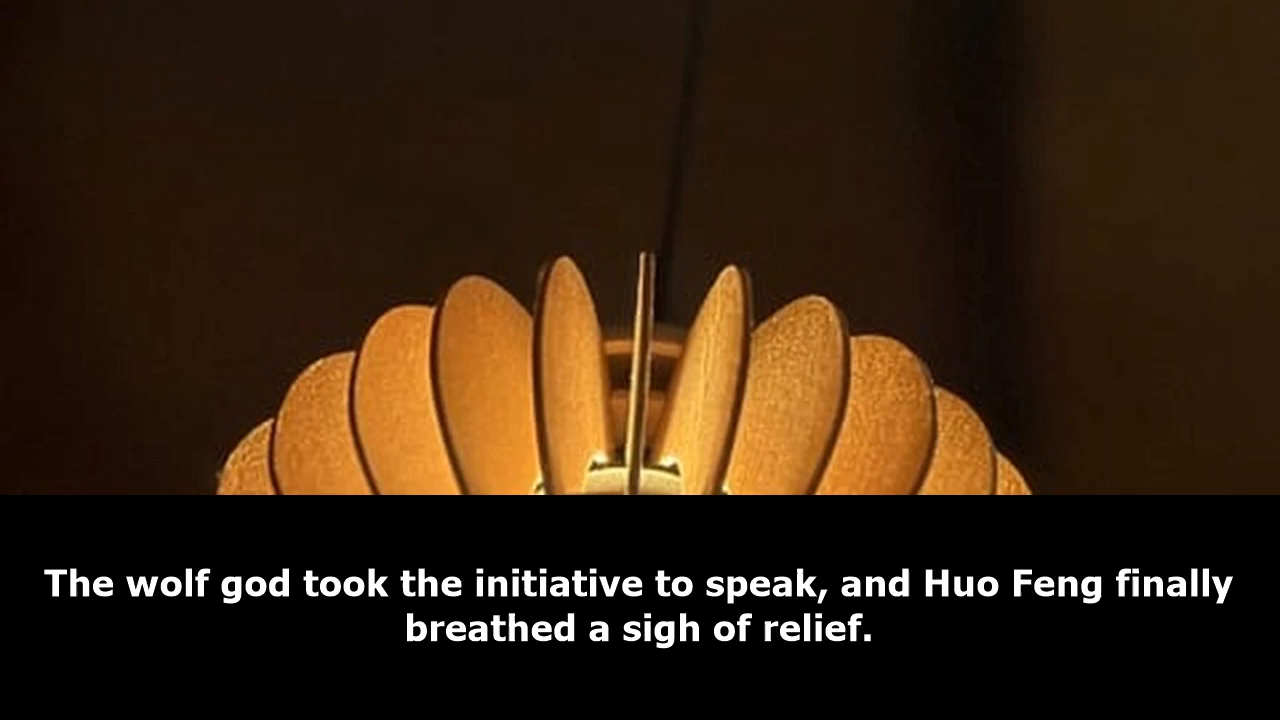 The wolf god took the initiative to speak, and Huo Feng finally
breathed a sigh of relief.